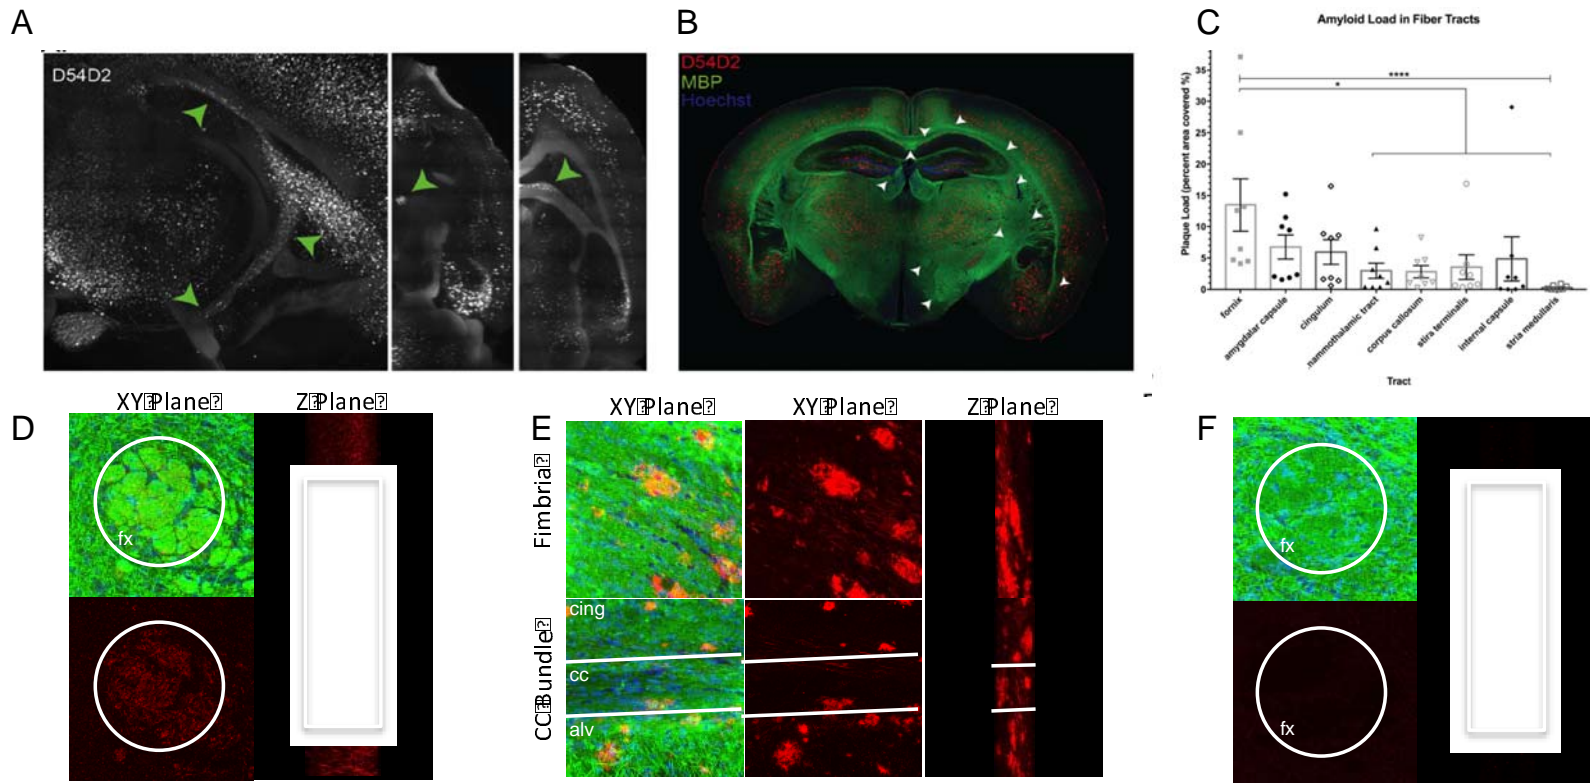 A
D54D2
B
D54D2
MBP
Hoechst
C
Amyloid Load in Fiber Tracts
Plaque Load (percent area covered %)
35
30
25
20
15
10
5
0
****
*
fornix
amygdalar capsule
cingulum
nammothalamic tract
corpus callosum
stira terminalis
internal capsule
stria medullaris
Tract
D
XY Plane
Z Plane
fx
E
XY Plane
XY Plane
Z Plane
Fimbria
CC Bundle
cing
cc
alv
F
fx
fx